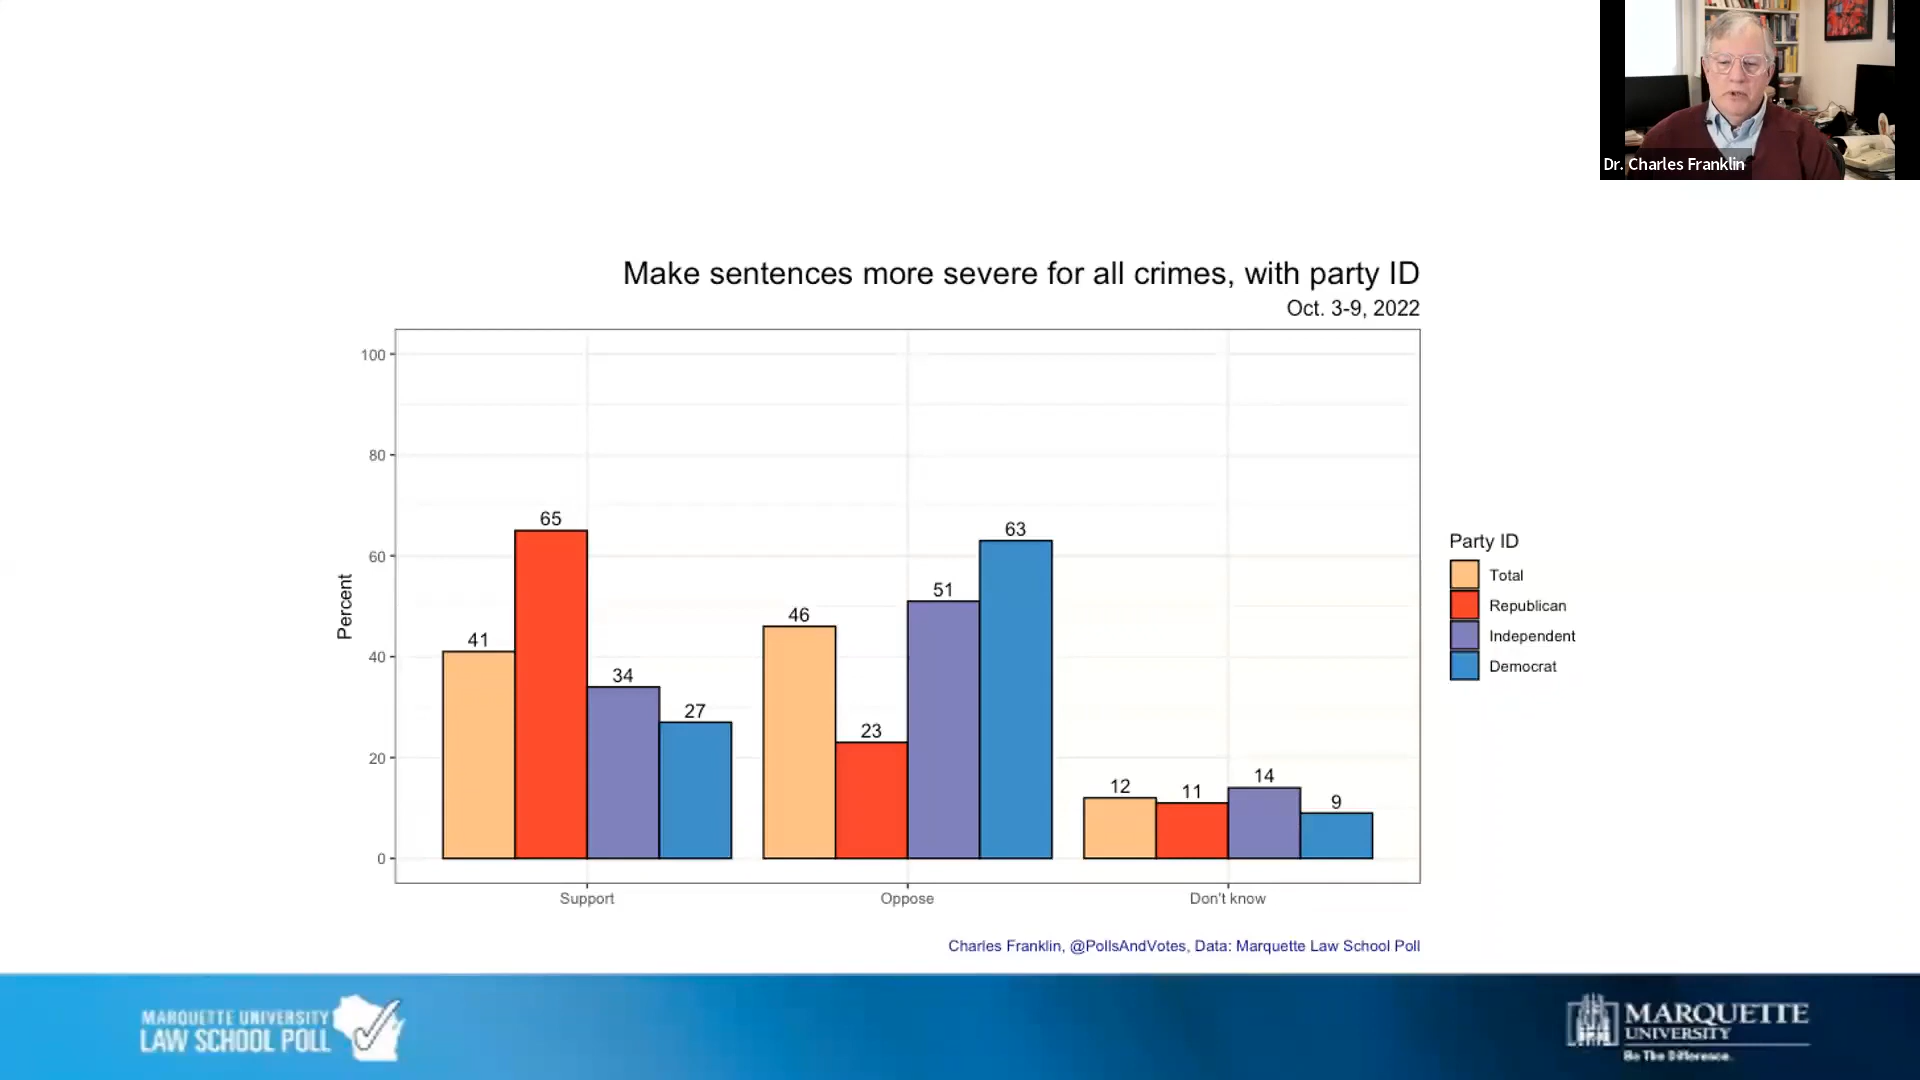 Dr. Charles Franklin
Make sentences more severe for all crimes, with party ID
Oct. 3-9, 2022
Percent
100
80
60
40
20
0
41
65
34
27
46
23
51
63
12
11
14
9
Support
Oppose
Don't know
Party ID
Total
Republican
Independent
Democrat
Charles Franklin, @PollsAndVotes, Data: Marquette Law School Poll
MARQUETTE UNIVERSITY
LAW SCHOOL POLL
MARQUETTE
UNIVERSITY
Be The Difference.